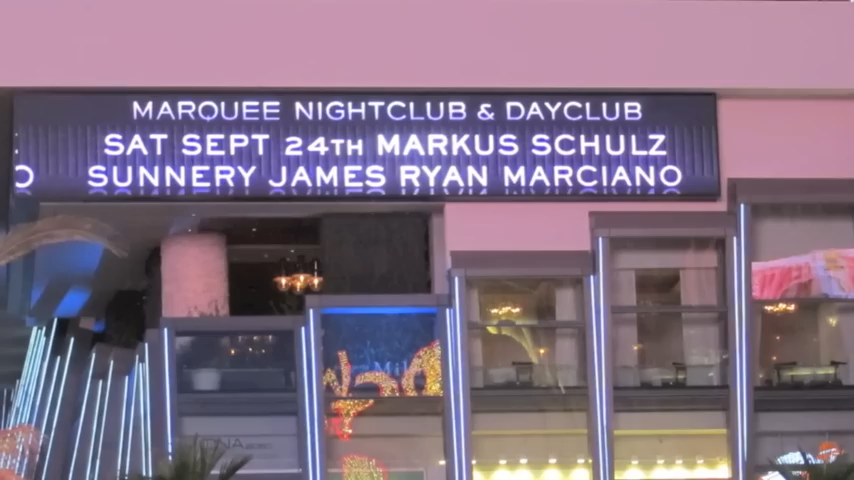 MARQUEE NIGHTCLUB & DAYCLUB
SAT SEPT 24TH MARKUS SCHULZ
SUNNERY JAMES RYAN MARCIANO